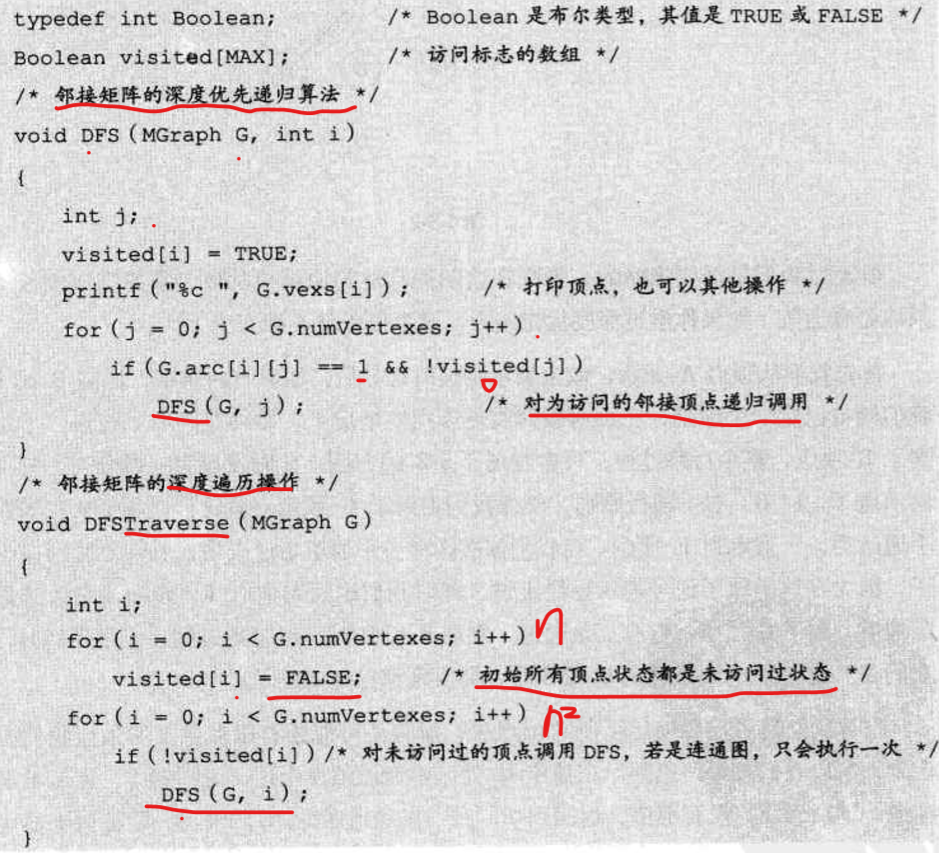 typedef int Boolean; /* Boolean 是布尔类型，其值是 TRUE 或 FALSE */
Boolean visited[MAX]; /* 访问标志的数组 */
/* 邻接矩阵的深度优先递归算法 */
void DFS (MGraph G, int i)
{
int j;
visited[i] = TRUE;
printf ("%c ", G.vexs[i]); /* 打印顶点，也可以其他操作 */
for (j = 0; j < G.numVertexes; j++)
if (G.arc[i][j] == 1 && !visited[j])
DFS (G, j); /* 对为访问的邻接顶点递归调用 */
}
/* 邻接矩阵的深度遍历操作 */
void DFSTraverse (MGraph G)
{
int i;
for (i = 0; i < G.numVertexes; i++) n
visited[i] = FALSE; /* 初始所有顶点状态都是未访问过状态 */
for (i = 0; i < G.numVertexes; i++) n²
if (!visited[i]) /* 对未访问过的顶点调用 DFS，若是连通图，只会执行一次 */
DFS (G, i);
}